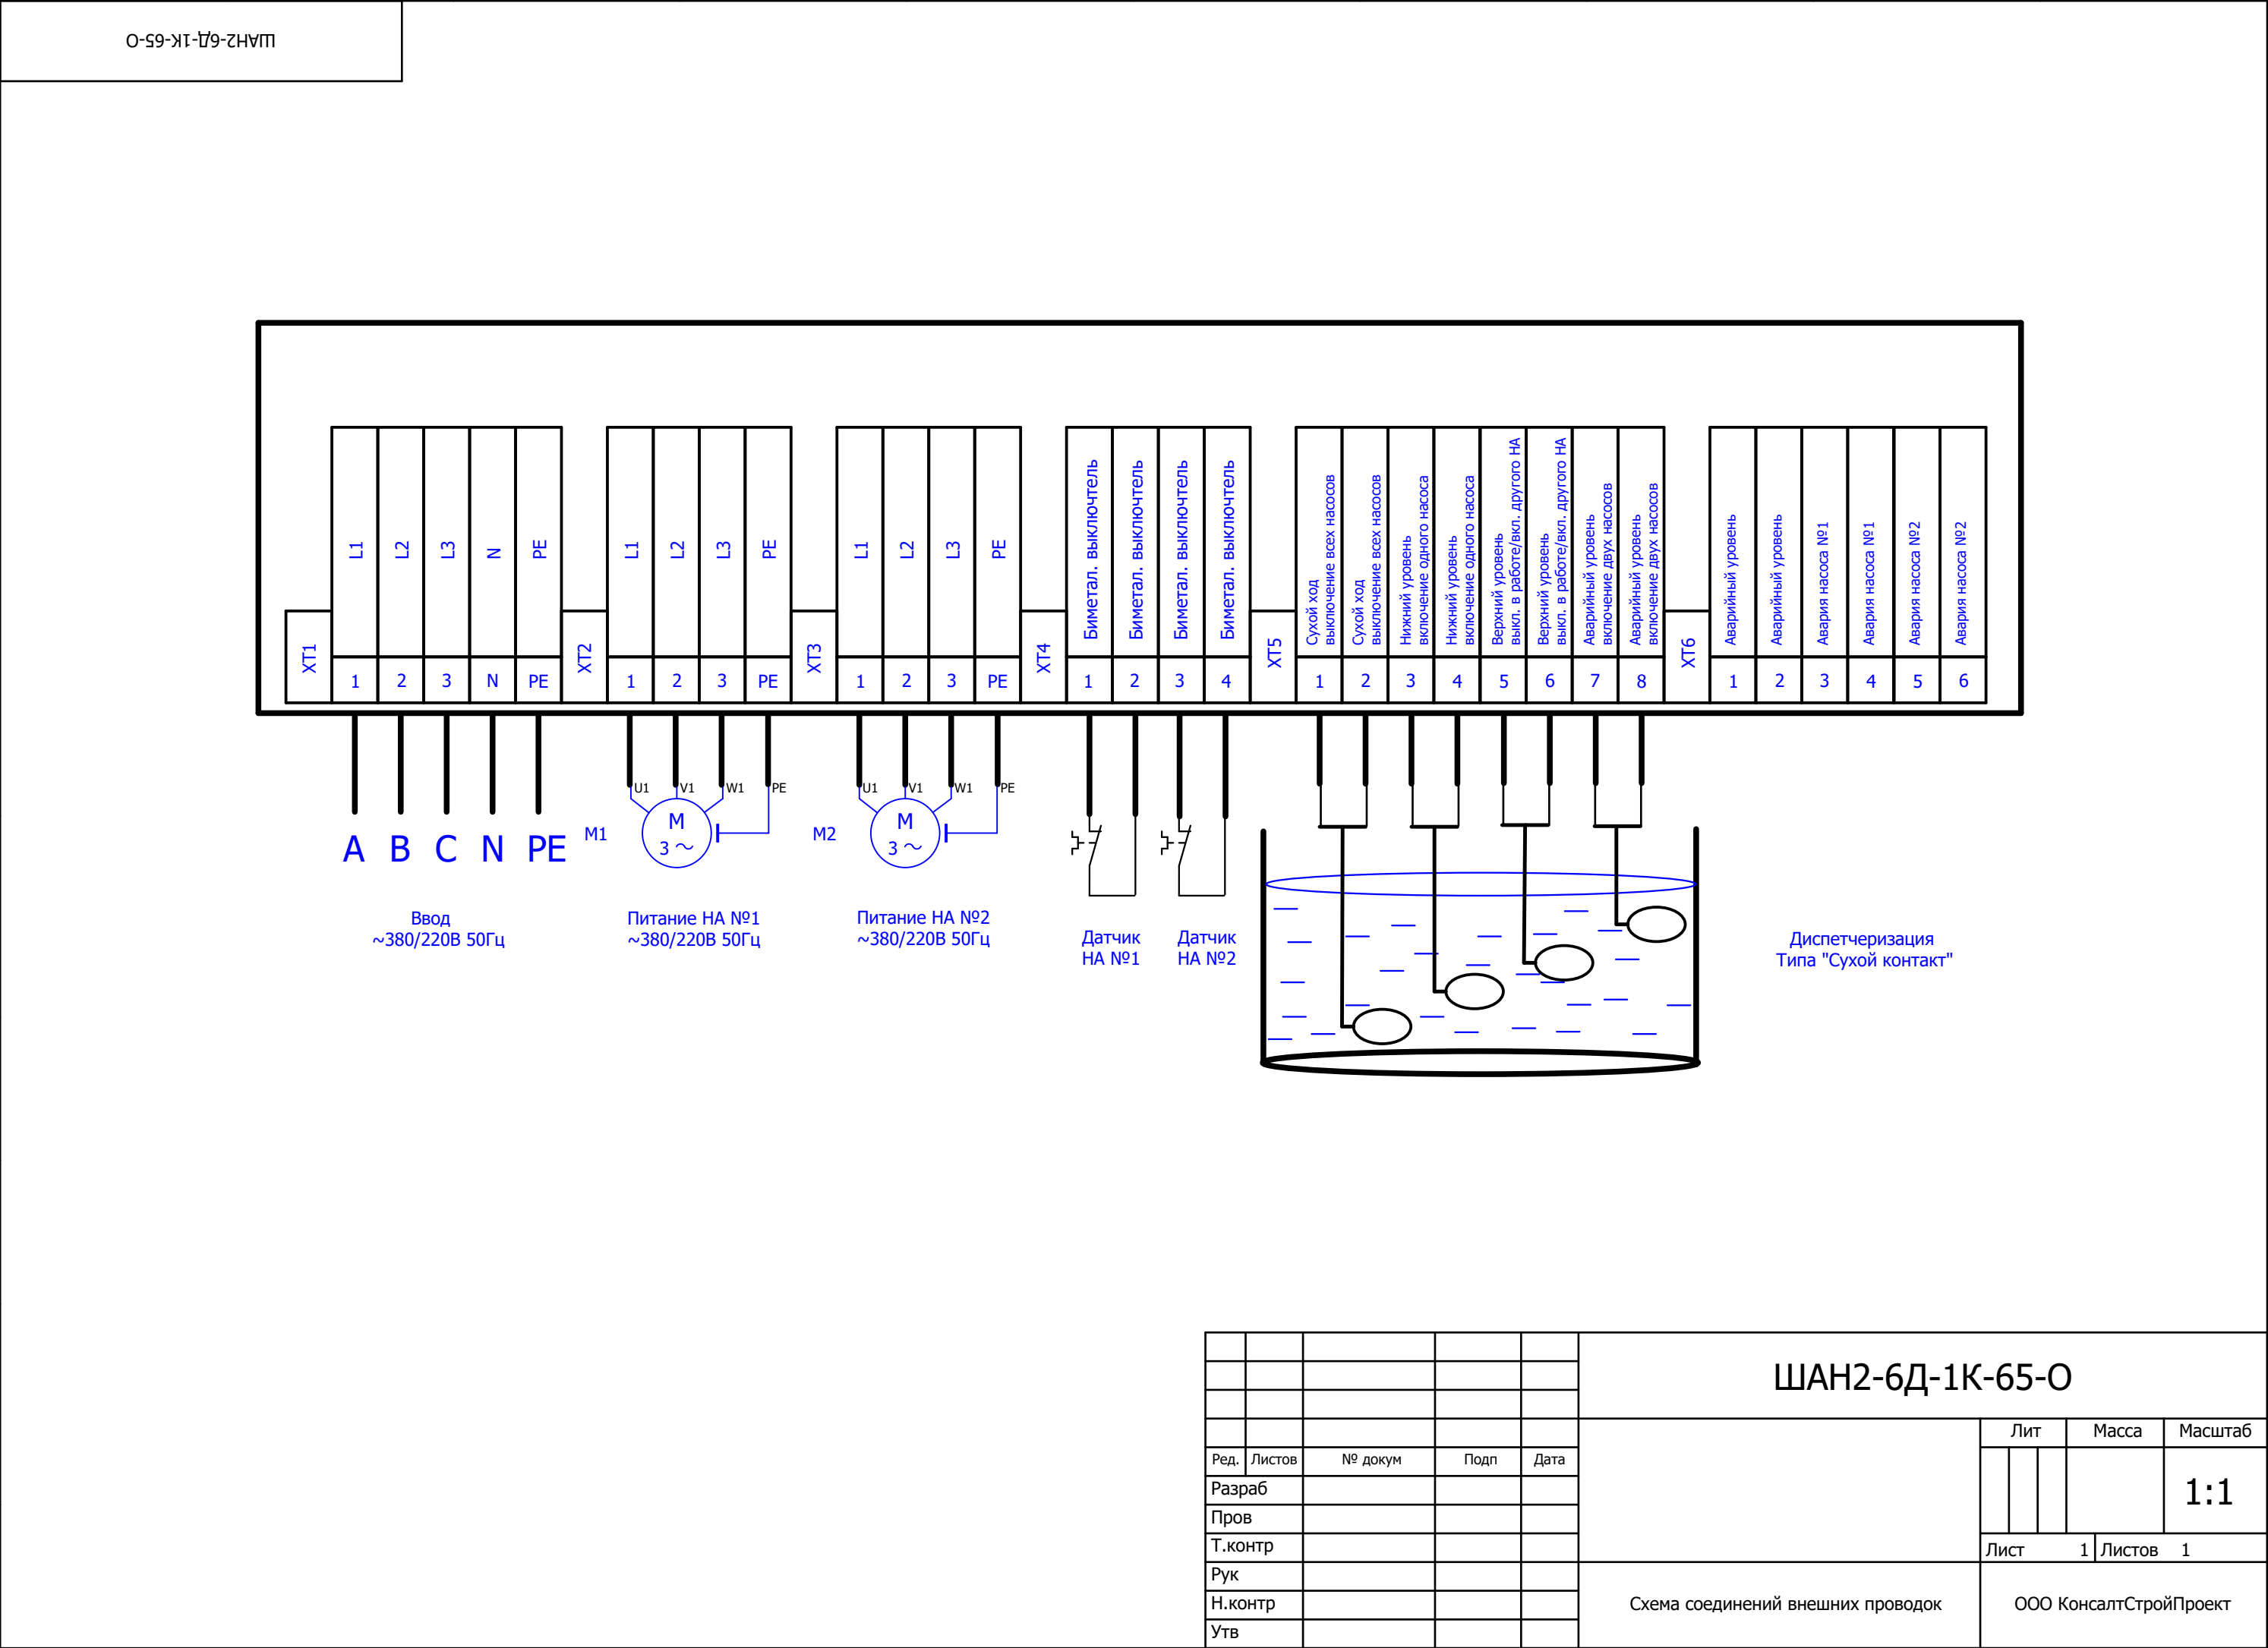 ШАН2-6Д-1К-65-О
XT1
L1
L2
L3
N
PE
1
2
3
N
PE
XT2
L1
L2
L3
PE
1
2
3
PE
XT3
L1
L2
L3
PE
1
2
3
PE
XT4
Биметал. выключтель
Биметал. выключтель
Биметал. выключтель
Биметал. выключтель
1
2
3
4
XT5
Сухой ход
выключение всех насосов
Сухой ход
выключение всех насосов
Нижний уровень
включение одного насоса
Нижний уровень
включение одного насоса
Верхний уровень
выкл. в работе/вкл. другого НА
Верхний уровень
выкл. в работе/вкл. другого НА
Аварийный уровень
включение двух насосов
Аварийный уровень
включение двух насосов
1
2
3
4
5
6
7
8
XT6
Аварийный уровень
Аварийный уровень
Авария насоса №1
Авария насоса №1
Авария насоса №2
Авария насоса №2
1
2
3
4
5
6
A B C N PE
Ввод
~380/220В 50Гц
U1 V1 W1 PE
M1
M
3 ~
Питание НА №1
~380/220В 50Гц
U1 V1 W1 PE
M2
M
3 ~
Питание НА №2
~380/220В 50Гц
Датчик
НА №1
Датчик
НА №2
Диспетчеризация
Типа "Сухой контакт"
ШАН2-6Д-1К-65-О
Лит Масса Масштаб
1:1
Ред. Листов № докум Подп Дата
Разраб
Пров
Т.контр
Рук
Н.контр
Утв
Лист 1 Листов 1
Схема соединений внешних проводок
ООО КонсалтСтройПроект